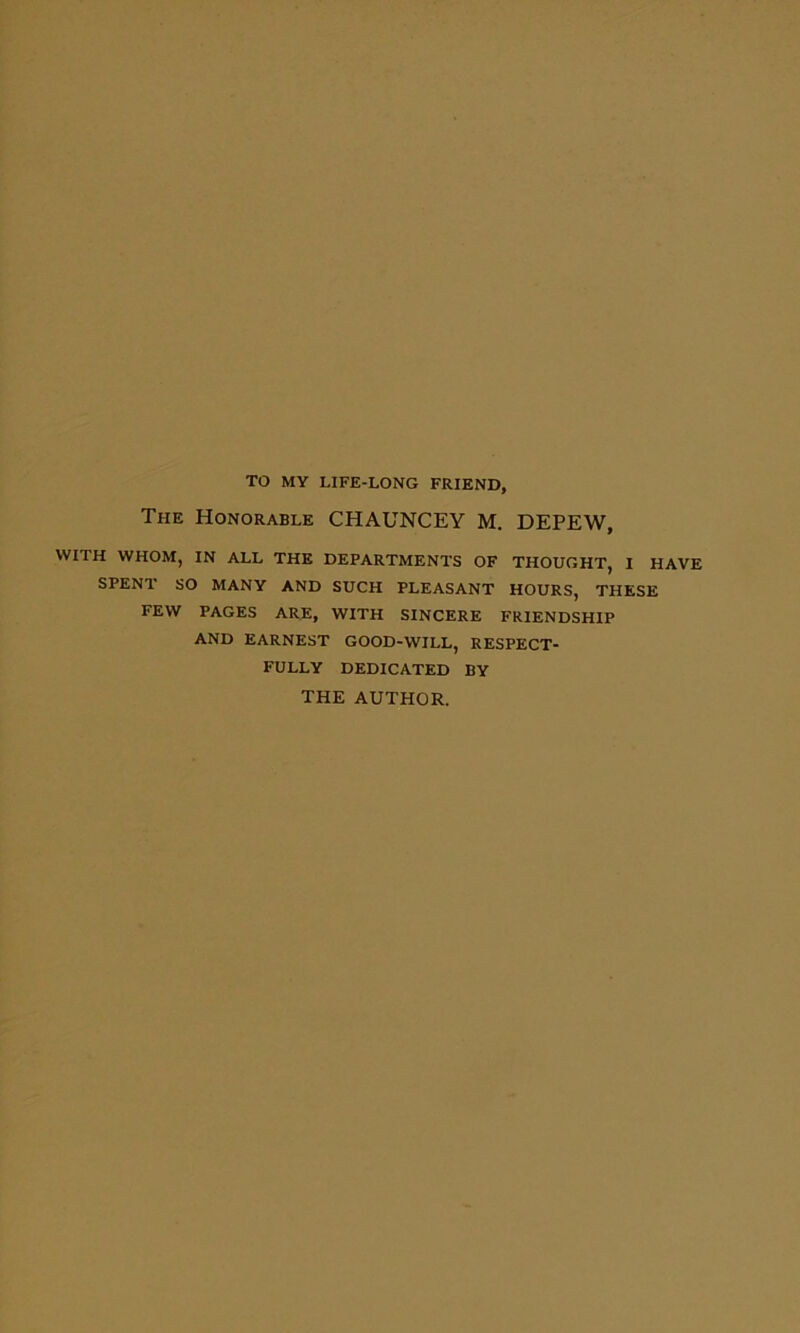 TO MY LIFE-LONG FRIEND,
The Honorable CHAUNCEY M. DEPEW,
WITH WHOM, IN ALL THE DEPARTMENTS OF THOUGHT, I HAVE
SPENT SO MANY AND SUCH PLEASANT HOURS, THESE
FEW PAGES ARE, WITH SINCERE FRIENDSHIP
AND EARNEST GOOD-WILL, RESPECT-
FULLY DEDICATED BY
THE AUTHOR.